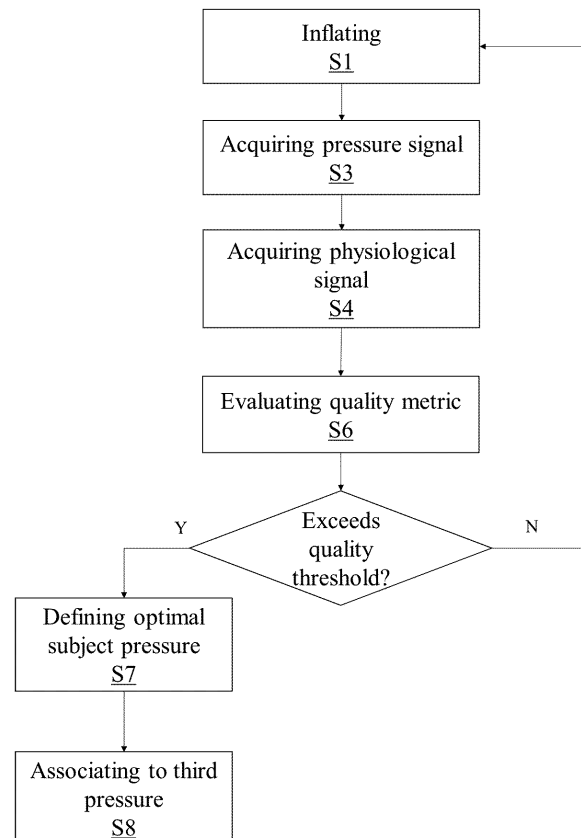 Inflating
S1
Acquiring pressure signal
S3
Acquiring physiological
signal
S4
Evaluating quality metric
S6
Exceeds
quality
threshold?
Y
N
Defining optimal
subject pressure
S7
Associating to third
pressure
S8